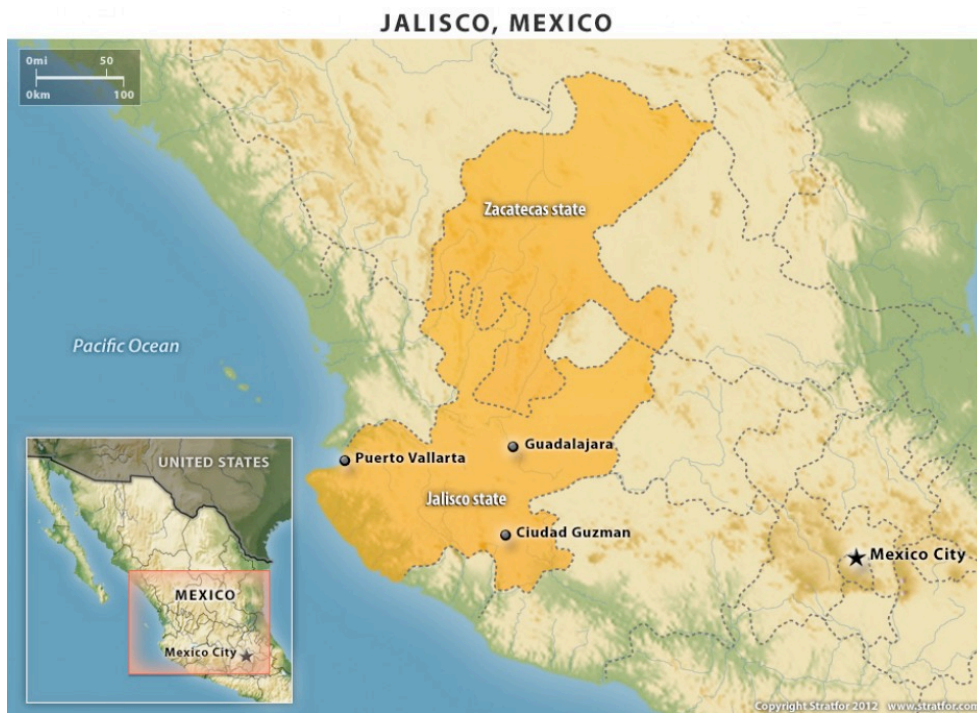 JALISCO, MEXICO
0mi 50
0km 100
Zacatecas state
Pacific Ocean
Guadalajara
Puerto Vallarta
Jalisco state
Ciudad Guzman
Mexico City
UNITED STATES
MEXICO
Mexico City
Copyright Stratfor 2012 www.stratfor.com